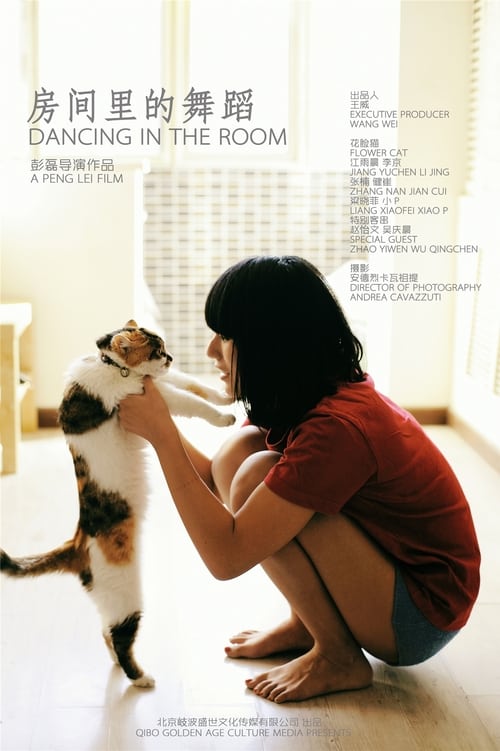 房间里的舞蹈
DANCING IN THE ROOM
彭磊导演作品
A PENG LEI FILM
出品人
王威
EXECUTIVE PRODUCER
WANG WEI
花脸猫
FLOWER CAT
江雨晨 李京
JIANG YUCHEN LI JING
张楠 健崔
ZHANG NAN JIAN CUI
梁晓菲 小P
LIANG XIAOFEI XIAO P
特别客串
赵怡文 吴庆晨
SPECIAL GUEST
ZHAO YIWEN WU QINGCHEN
摄影
安德烈卡瓦祖提
DIRECTOR OF PHOTOGRAPHY
ANDREA CAVAZZUTI
北京岐波盛世文化传媒有限公司 出品
QIBO GOLDEN AGE CULTURE MEDIA PRESENTS